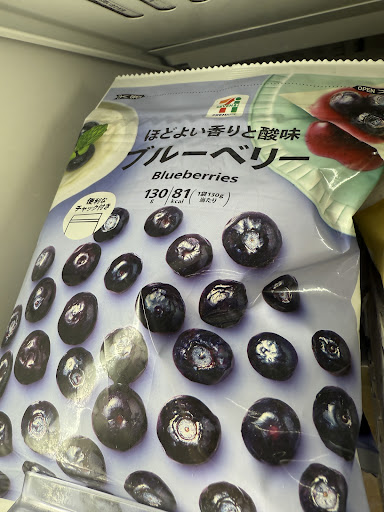 OPEN
ほどよい香りと酸味
ブルーベリー
Blueberries
便利な
チャック付き
130g 81kcal (1袋130g当たり)